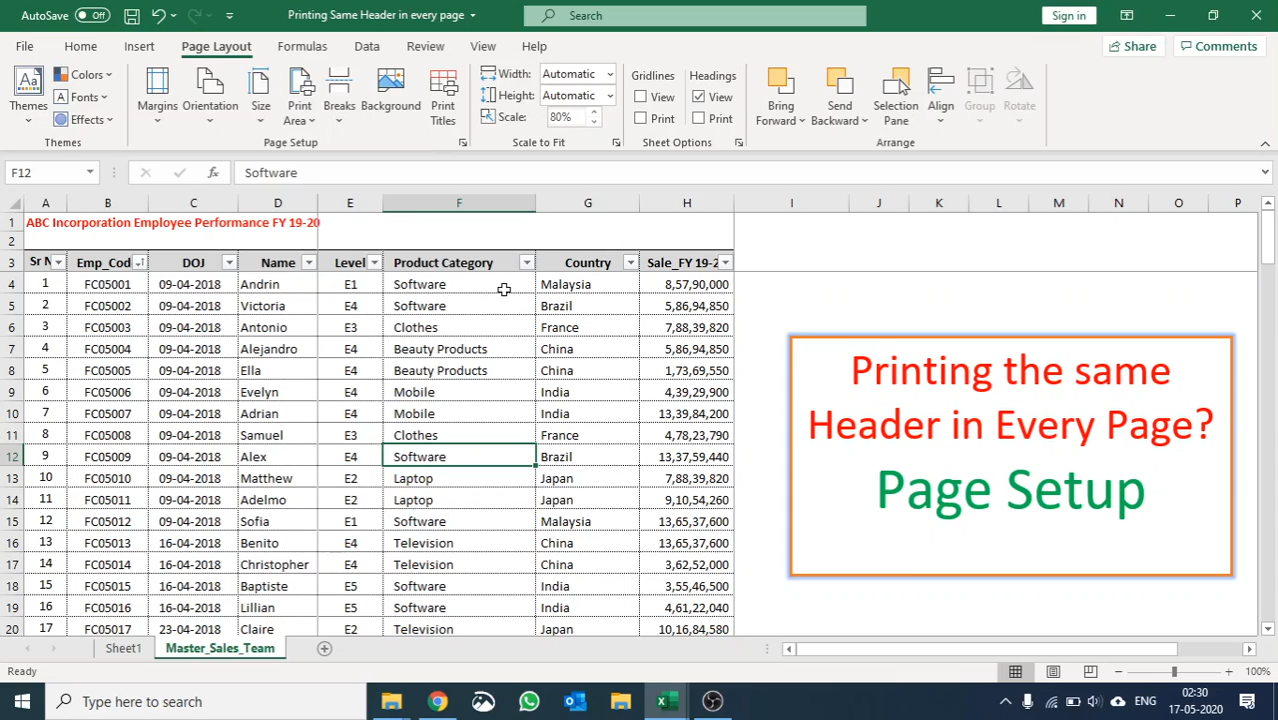 AutoSave Off Printing Same Header in every page Search Sign in
File Home Insert Page Layout Formulas Data Review View Help Share Comments
Themes Colors Fonts Effects
Margins Orientation Size Print Area Breaks Background Print Titles
Width: Automatic
Height: Automatic
Scale: 80%
Gridlines View Print
Headings View Print
Bring Forward Send Backward Selection Pane Align Group Rotate
Themes Page Setup Scale to Fit Sheet Options Arrange
F12 fx Software
A B C D E F G H I J K L M N O P
1 ABC Incorporation Employee Performance FY 19-20
2
3 Sr N Emp_Cod DOJ Name Level Product Category Country Sale_FY 19-2
4 1 FC05001 09-04-2018 Andrin E1 Software Malaysia 8,57,90,000
5 2 FC05002 09-04-2018 Victoria E4 Software Brazil 5,86,94,820
6 3 FC05003 09-04-2018 Antonio E3 Clothes France 7,88,39,820
7 4 FC05004 09-04-2018 Alejandro E4 Beauty Products China 5,86,94,850
8 5 FC05005 09-04-2018 Ella E4 Beauty Products China 1,73,69,550
9 6 FC05006 09-04-2018 Evelyn E4 Mobile India 4,39,29,900
10 7 FC05007 09-04-2018 Adrian E4 Mobile India 13,39,84,200
11 8 FC05008 09-04-2018 Samuel E3 Clothes France 4,78,23,790
12 9 FC05009 09-04-2018 Alex E4 Software Brazil 13,37,59,440
13 10 FC05010 09-04-2018 Matthew E2 Laptop Japan 7,88,39,820
14 11 FC05011 09-04-2018 Adelmo E2 Laptop Japan 9,10,54,260
15 12 FC05012 09-04-2018 Sofia E1 Software Malaysia 13,65,37,600
16 13 FC05013 16-04-2018 Benito E4 Television China 13,65,37,600
17 14 FC05014 16-04-2018 Christopher E4 Television China 3,62,52,000
18 15 FC05015 16-04-2018 Baptiste E5 Software India 3,55,46,500
19 16 FC05016 16-04-2018 Lillian E5 Software India 4,61,22,040
20 17 FC05017 23-04-2018 Claire E2 Television Japan 10,16,84,580
Printing the same
Header in Every Page?
Page Setup
Sheet1 Master_Sales_Team
Ready 100%
Type here to search ENG 02:30
17-05-2020